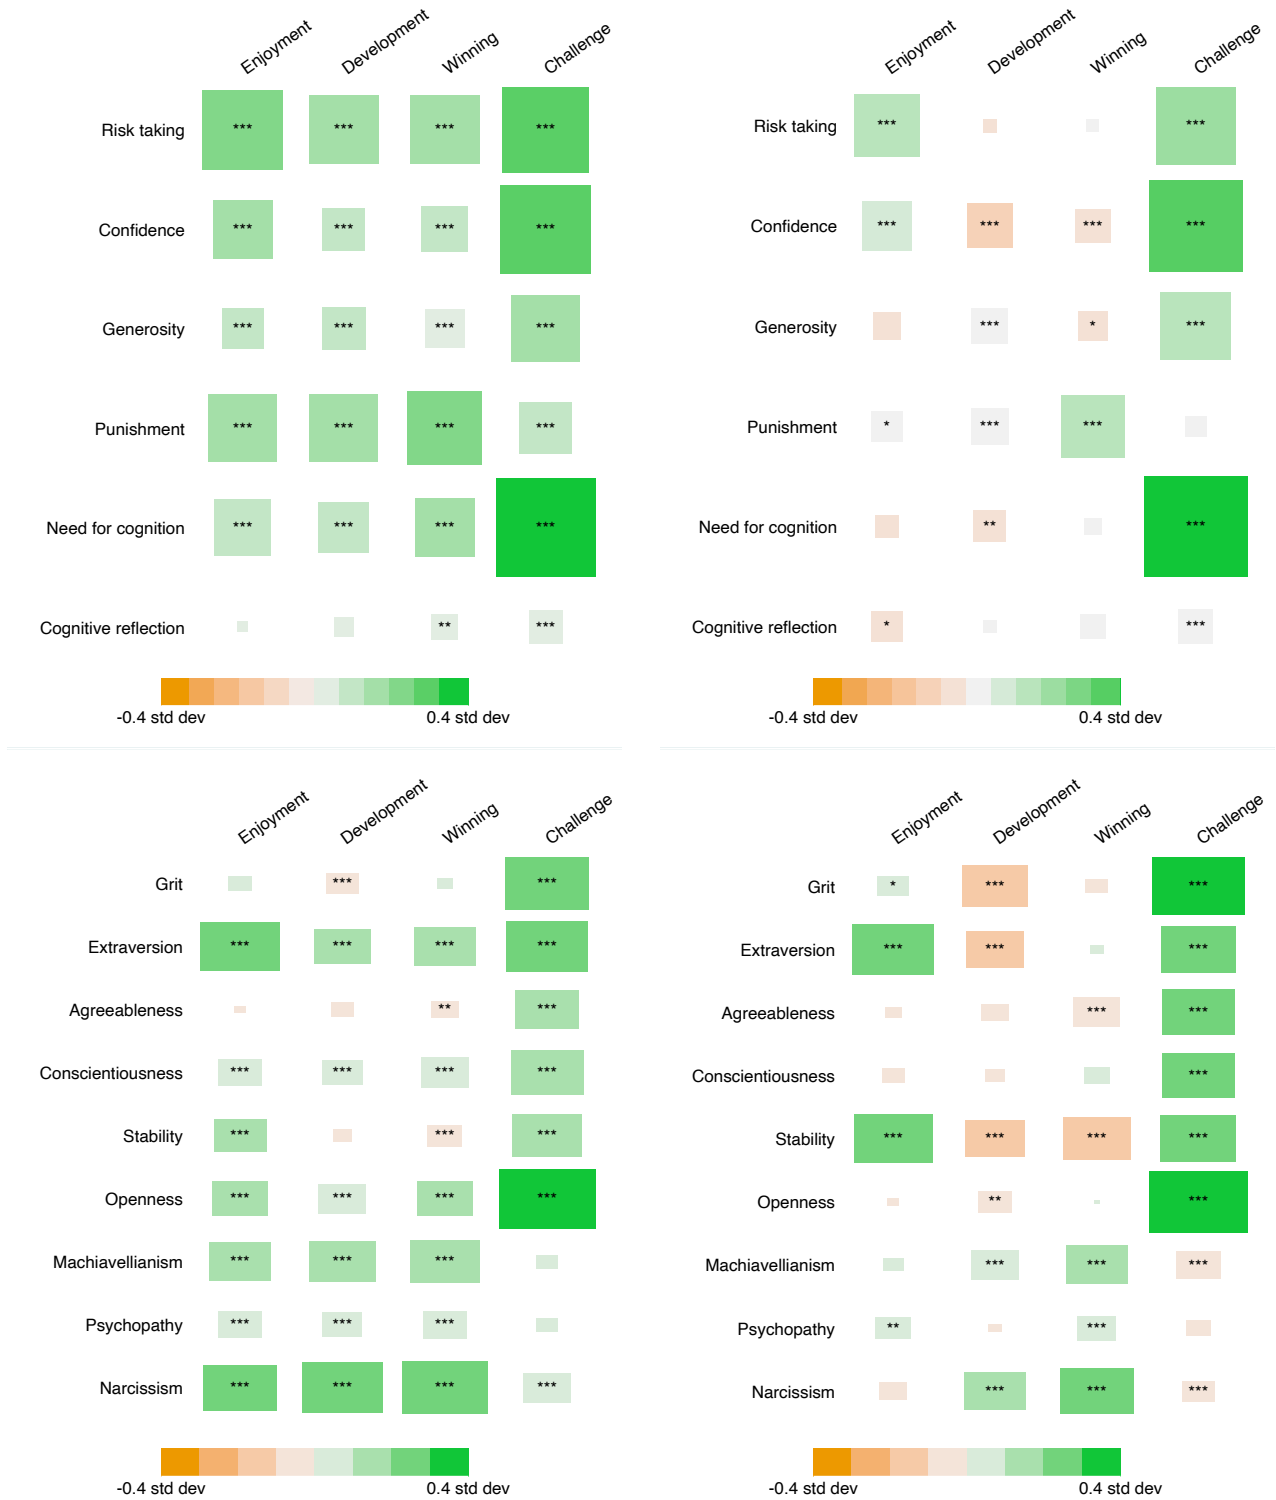 Enjoyment Development Winning Challenge
Risk taking *** *** *** ***
Confidence *** *** *** ***
Generosity *** *** *** ***
Punishment *** *** *** ***
Need for cognition *** *** *** ***
Cognitive reflection ** ***
-0.4 std dev 0.4 std dev
Enjoyment Development Winning Challenge
Risk taking *** ***
Confidence *** *** *** ***
Generosity *** * ***
Punishment * *** ***
Need for cognition ** ***
Cognitive reflection * ***
-0.4 std dev 0.4 std dev
Enjoyment Development Winning Challenge
Grit *** ***
Extraversion *** *** *** ***
Agreeableness ** ***
Conscientiousness *** *** *** ***
Stability *** *** ***
Openness *** *** *** ***
Machiavellianism *** *** ***
Psychopathy *** *** ***
Narcissism *** *** *** ***
-0.4 std dev 0.4 std dev
Enjoyment Development Winning Challenge
Grit * *** ***
Extraversion *** *** ***
Agreeableness *** ***
Conscientiousness ***
Stability *** *** *** ***
Openness ** ***
Machiavellianism *** *** ***
Psychopathy ** ***
Narcissism *** *** ***
-0.4 std dev 0.4 std dev